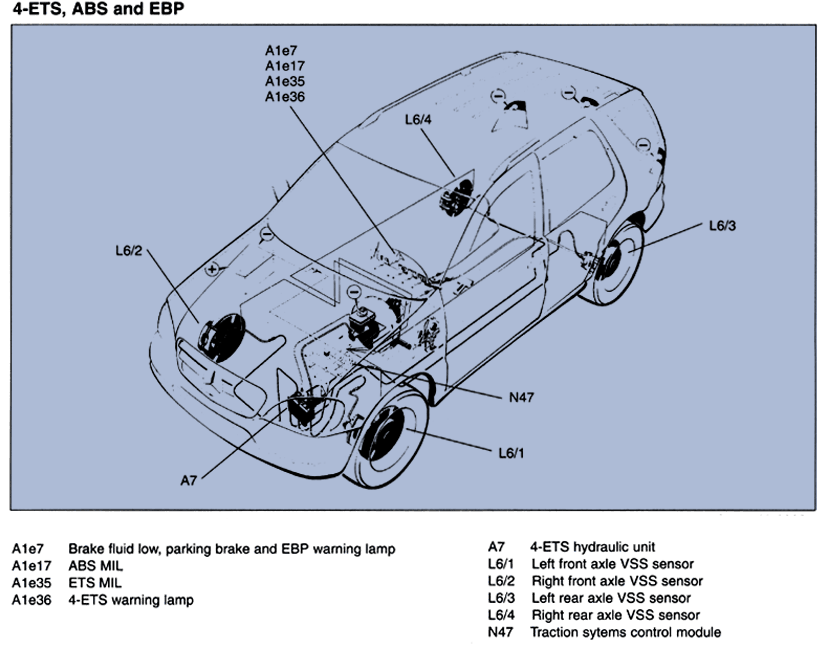 4-ETS, ABS and EBP
A1e7
A1e17
A1e35
A1e36
L6/4
L6/3
L6/2
N47
L6/1
A7
A1e7 Brake fluid low, parking brake and EBP warning lamp
A1e17 ABS MIL
A1e35 ETS MIL
A1e36 4-ETS warning lamp
A7 4-ETS hydraulic unit
L6/1 Left front axle VSS sensor
L6/2 Right front axle VSS sensor
L6/3 Left rear axle VSS sensor
L6/4 Right rear axle VSS sensor
N47 Traction sytems control module